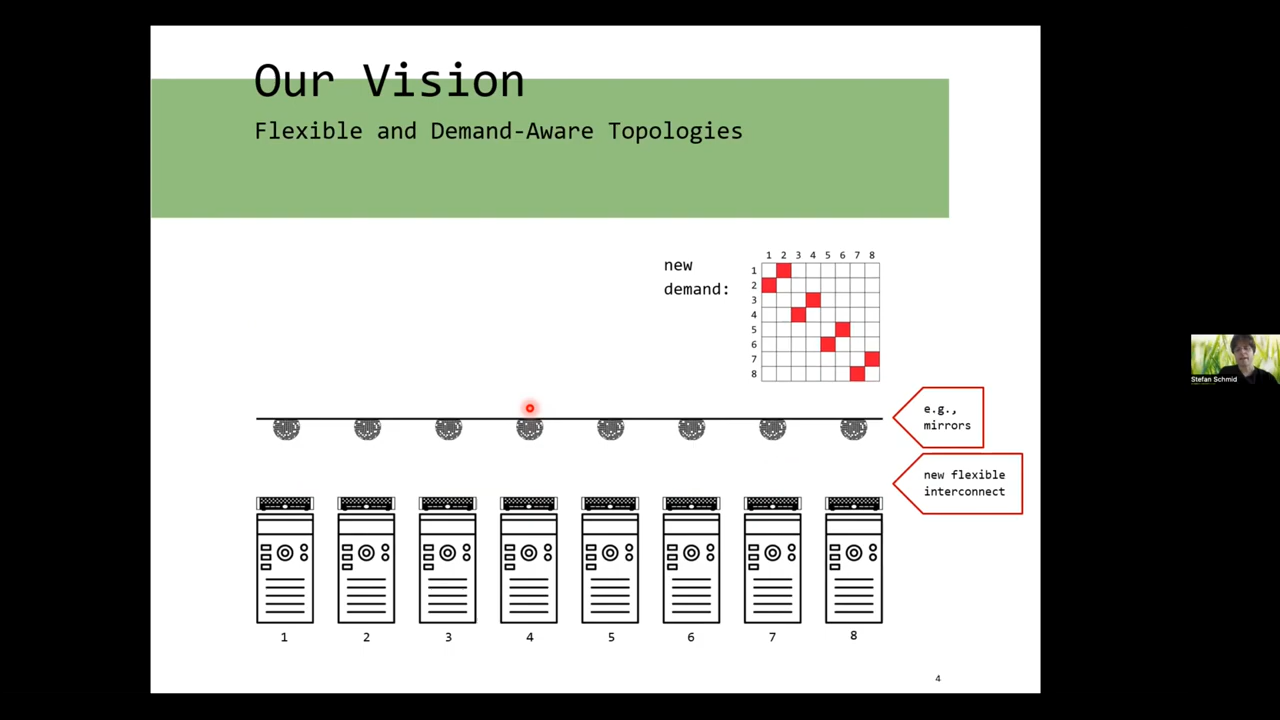 Our Vision
Flexible and Demand-Aware Topologies
new
demand:
1 2 3 4 5 6 7 8
1
2
3
4
5
6
7
8
e.g.,
mirrors
new flexible
interconnect
1 2 3 4 5 6 7 8
4
Stefan Schmid